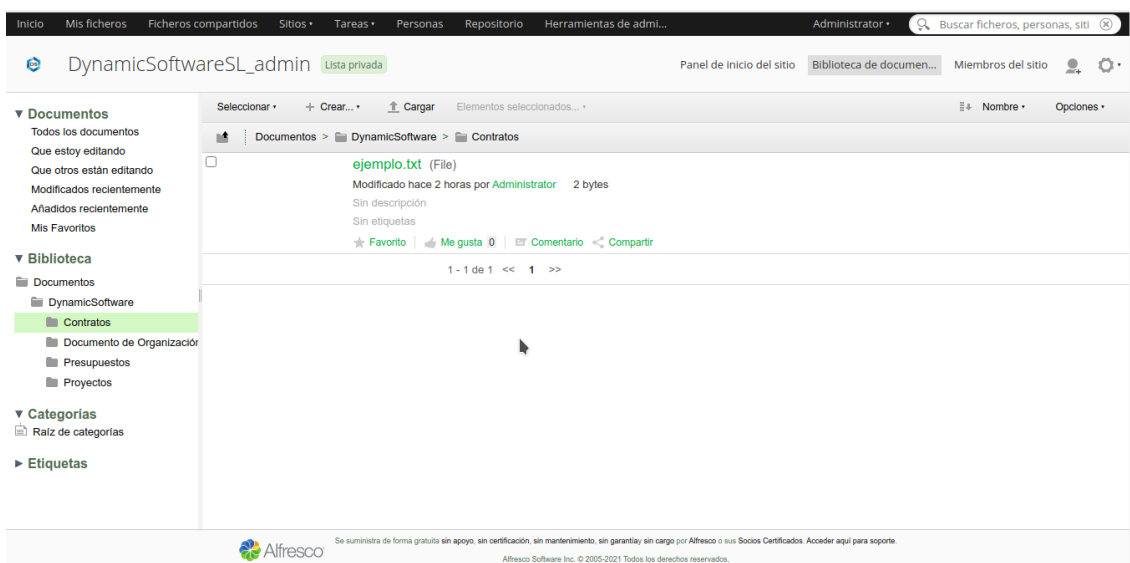 Inicio Mis ficheros Ficheros compartidos Sitios Tareas Personas Repositorio Herramientas de admi... Administrator Buscar ficheros, personas, siti
DynamicSoftwareSL_admin Lista privada Panel de inicio del sitio Biblioteca de documen... Miembros del sitio
Seleccionar Crear... Cargar Elementos seleccionados... Nombre Opciones
Documentos > DynamicSoftware > Contratos
Documentos
Todos los documentos
Que estoy editando
Que otros están editando
Modificados recientemente
Añadidos recientemente
Mis Favoritos
Biblioteca
Documentos
DynamicSoftware
Contratos
Documento de Organización
Presupuestos
Proyectos
Categorías
Raíz de categorías
Etiquetas
ejemplo.txt (File)
Modificado hace 2 horas por Administrator 2 bytes
Sin descripción
Sin etiquetas
Favorito Me gusta 0 Comentario Compartir
1 - 1 de 1 << 1 >>
Alfresco
Se suministra de forma gratuita sin apoyo, sin certificación, sin mantenimiento, sin garantíay sin cargo por Alfresco o sus Socios Certificados. Acceder aquí para soporte.
Alfresco Software Inc. © 2005-2021 Todos los derechos reservados.